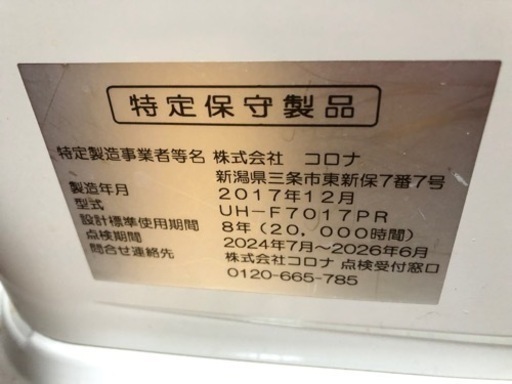 特定保守製品
特定製造事業者等名 株式会社 コロナ
新潟県三条市東新保7番7号
製造年月 2017年12月
型式 UH-F7017PR
設計標準使用期間 8年(20,000時間)
点検期間 2024年7月～2026年6月
問合せ連絡先 株式会社コロナ 点検受付窓口
0120-665-785